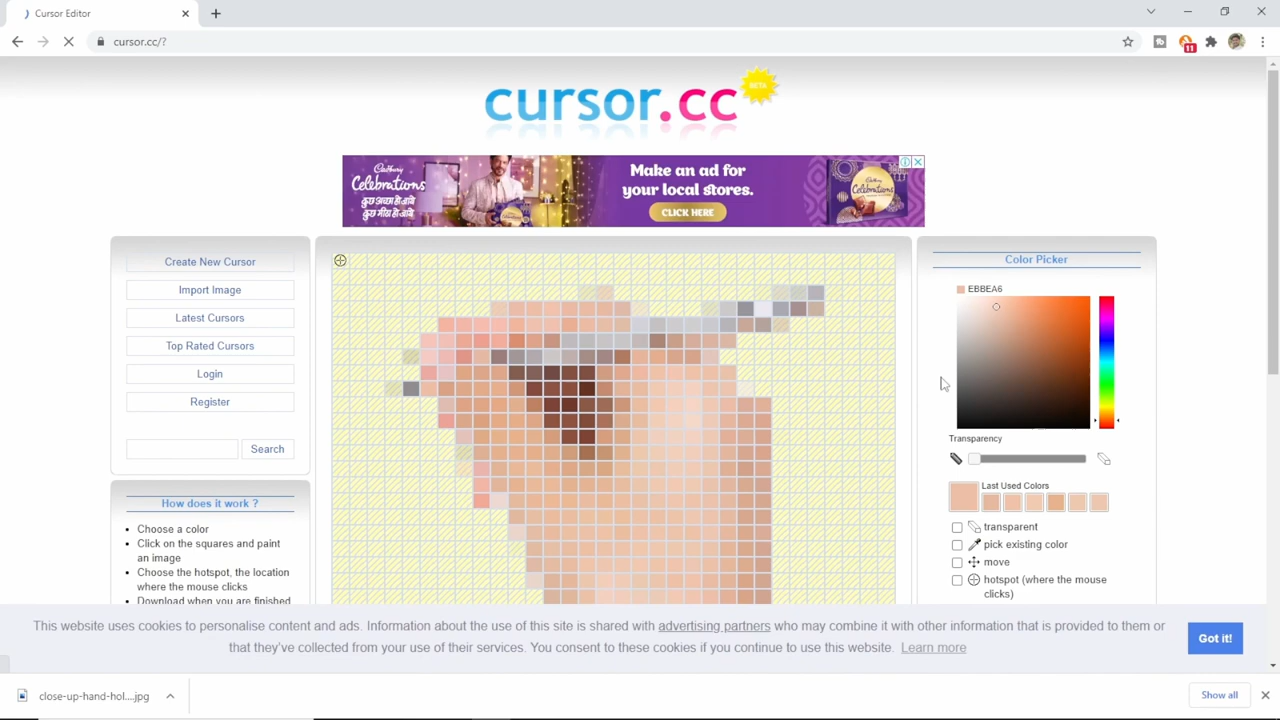 Cursor Editor
cursor.cc/?
11
cursor.cc
BETA
Cadbury
Celebrations
कुछ अच्छा हो जाये
कुछ मीठा हो जाये
Make an ad for
your local stores.
CLICK HERE
Celebrations
Create New Cursor
Import Image
Latest Cursors
Top Rated Cursors
Login
Register
Search
How does it work ?
Choose a color
Click on the squares and paint
an image
Choose the hotspot, the location
where the mouse clicks
Download when you are finished
Color Picker
EBBEA6
Transparency
Last Used Colors
transparent
pick existing color
move
hotspot (where the mouse
clicks)
This website uses cookies to personalise content and ads. Information about the use of this site is shared with advertising partners who may combine it with other information that is provided to them or
that they've collected from your use of their services. You consent to these cookies if you continue to use this website. Learn more
Got it!
close-up-hand-hol....jpg
Show all